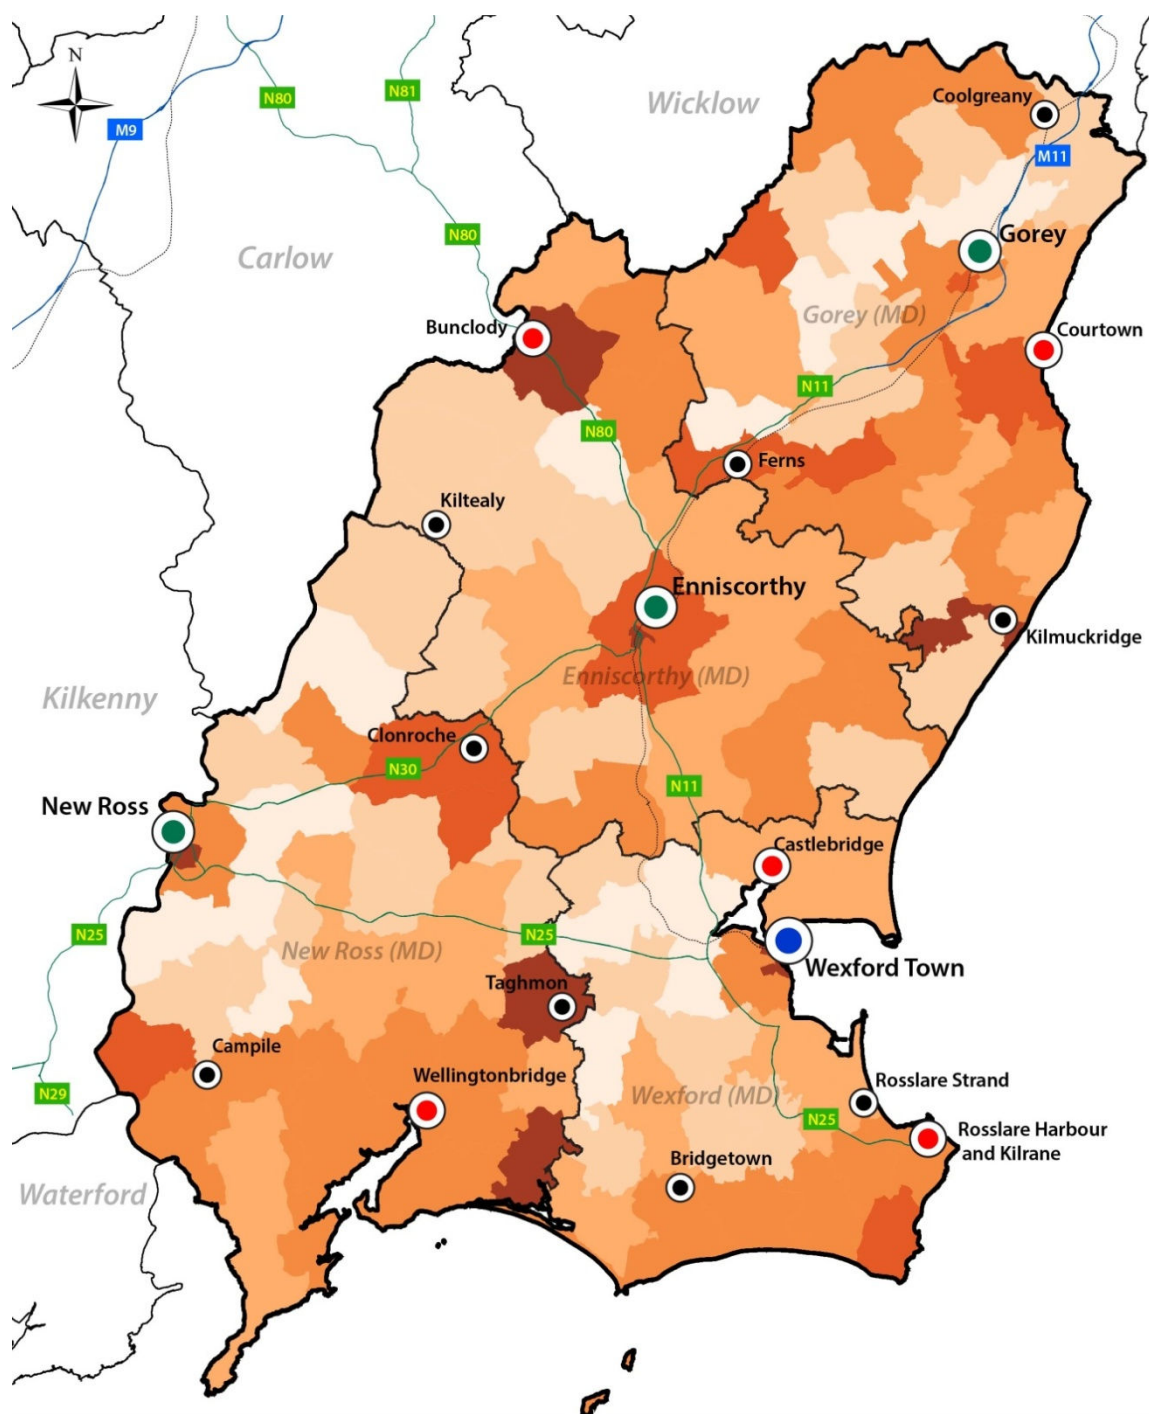 N
N80
N81
Wicklow
Coolgreany
M9
M11
N80
Gorey
Carlow
Gorey (MD)
Bunclody
Courtown
N11
N80
Ferns
Kiltealy
Enniscorthy
Kilmuckridge
Enniscorthy (MD)
Kilkenny
Clonroche
N30
N11
New Ross
Castlebridge
N25
N25
New Ross (MD)
Wexford Town
Taghmon
Campile
Wellingtonbridge
Rosslare Strand
N29
Wexford (MD)
N25
Rosslare Harbour
and Kilrane
Bridgetown
Waterford